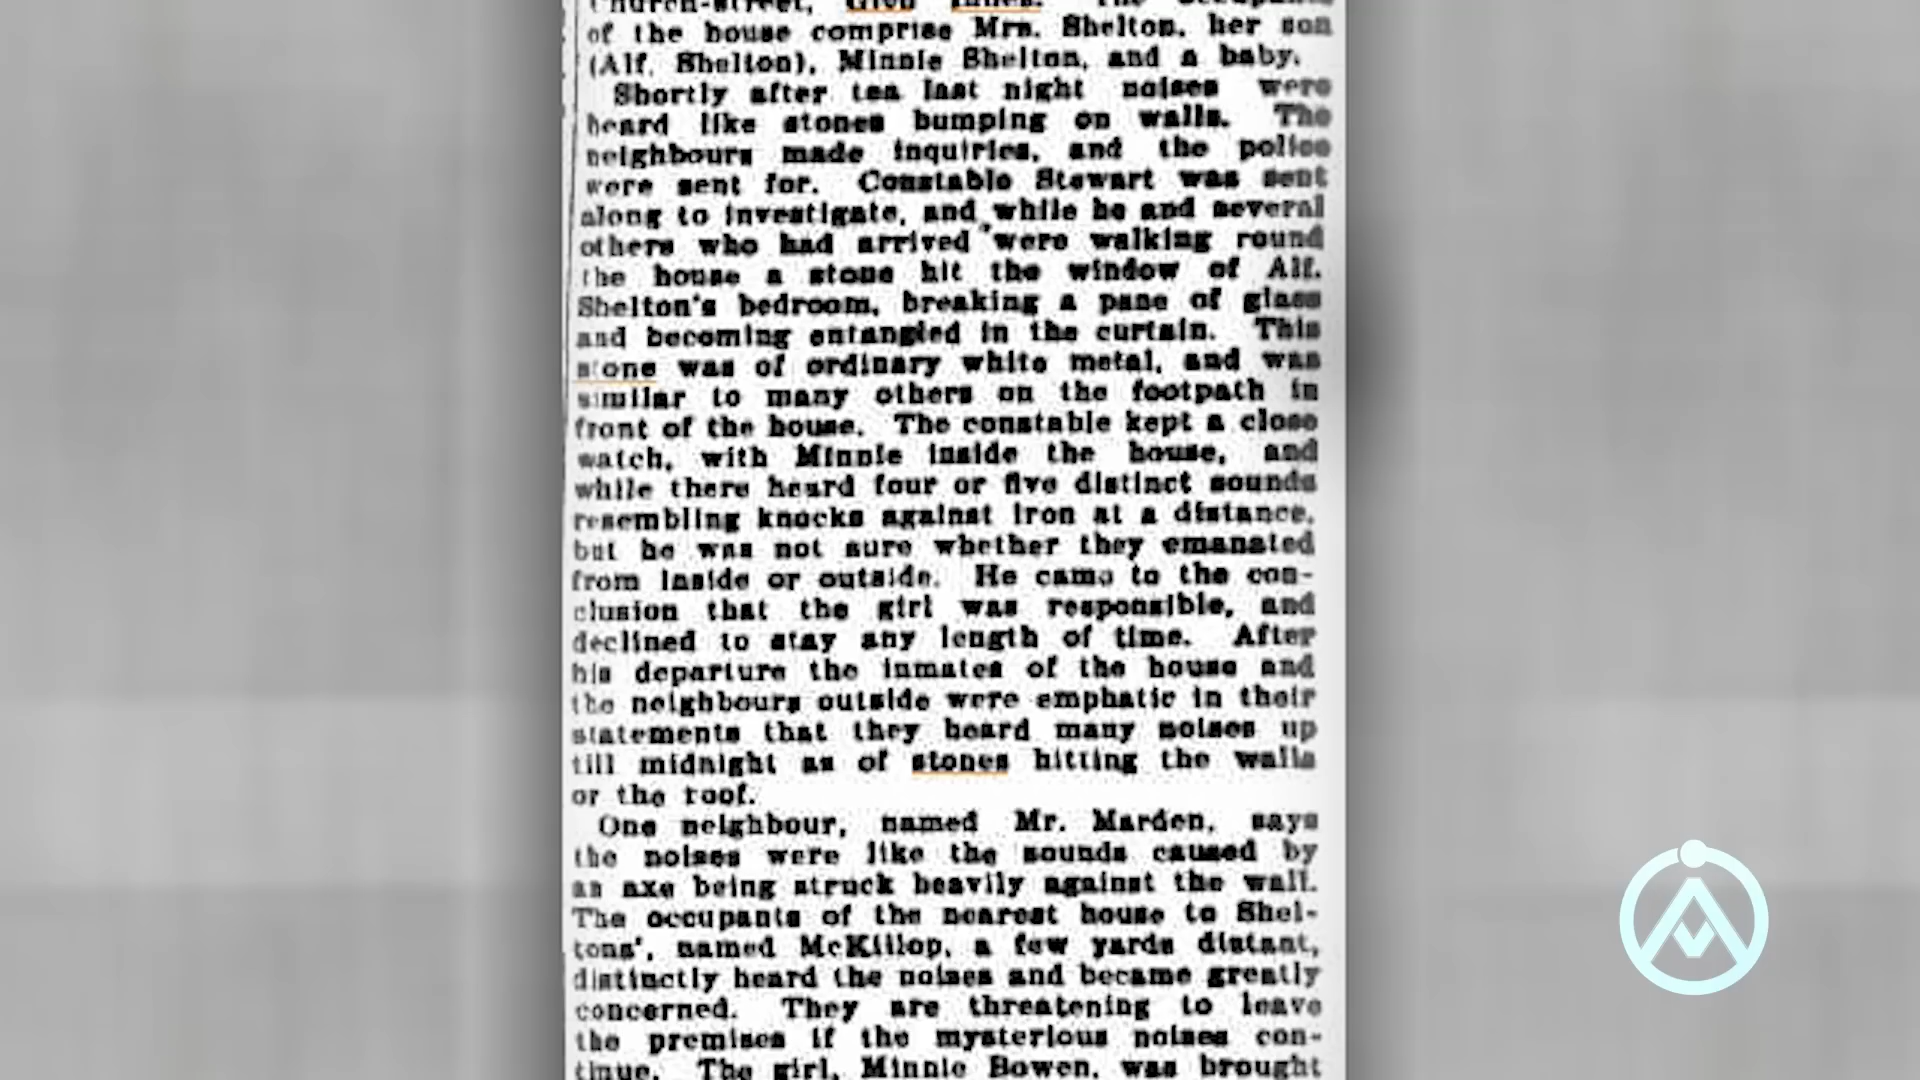 Church-street, Glen Innes. The occupants
of the house comprise Mrs. Shelton, her son
(Alf. Shelton), Minnie Shelton, and a baby.
Shortly after tea last night noises were
heard like stones bumping on walls. The
neighbours made inquiries, and the police
were sent for. Constable Stewart was sent
along to investigate, and while he and several
others who had arrived were walking round
the house a stone hit the window of Alf.
Shelton's bedroom, breaking a pane of glass
and becoming entangled in the curtain. This
stone was of ordinary white metal, and was
similar to many others on the footpath in
front of the house. The constable kept a close
watch, with Minnie inside the house, and
while there heard four or five distinct sounds
resembling knocks against iron at a distance,
but he was not sure whether they emanated
from inside or outside. He came to the con-
clusion that the girl was responsible, and
declined to stay any length of time. After
his departure the inmates of the house and
the neighbours outside were emphatic in their
statements that they heard many noises up
till midnight as of stones hitting the walls
or the roof.
One neighbour, named Mr. Marden, says
the noises were like the sounds caused by
an axe being struck heavily against the wall.
The occupants of the nearest house to Shel-
tons', named McKillop, a few yards distant,
distinctly heard the noises and became greatly
concerned. They are threatening to leave
the premises if the mysterious noises con-
tinue. The girl, Minnie Bowen, was brought